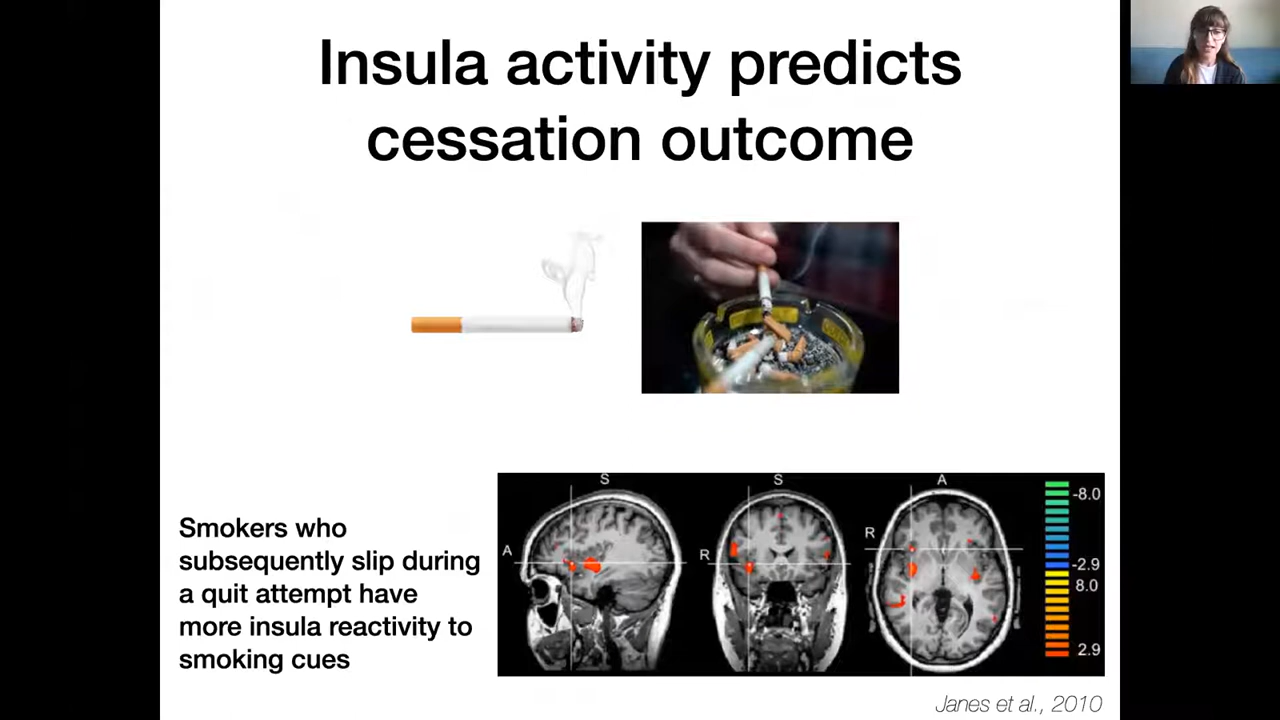 Insula activity predicts
cessation outcome
Smokers who
subsequently slip during
a quit attempt have
more insula reactivity to
smoking cues
S
A
S
R
A
R
-8.0
-2.9
8.0
2.9
Janes et al., 2010